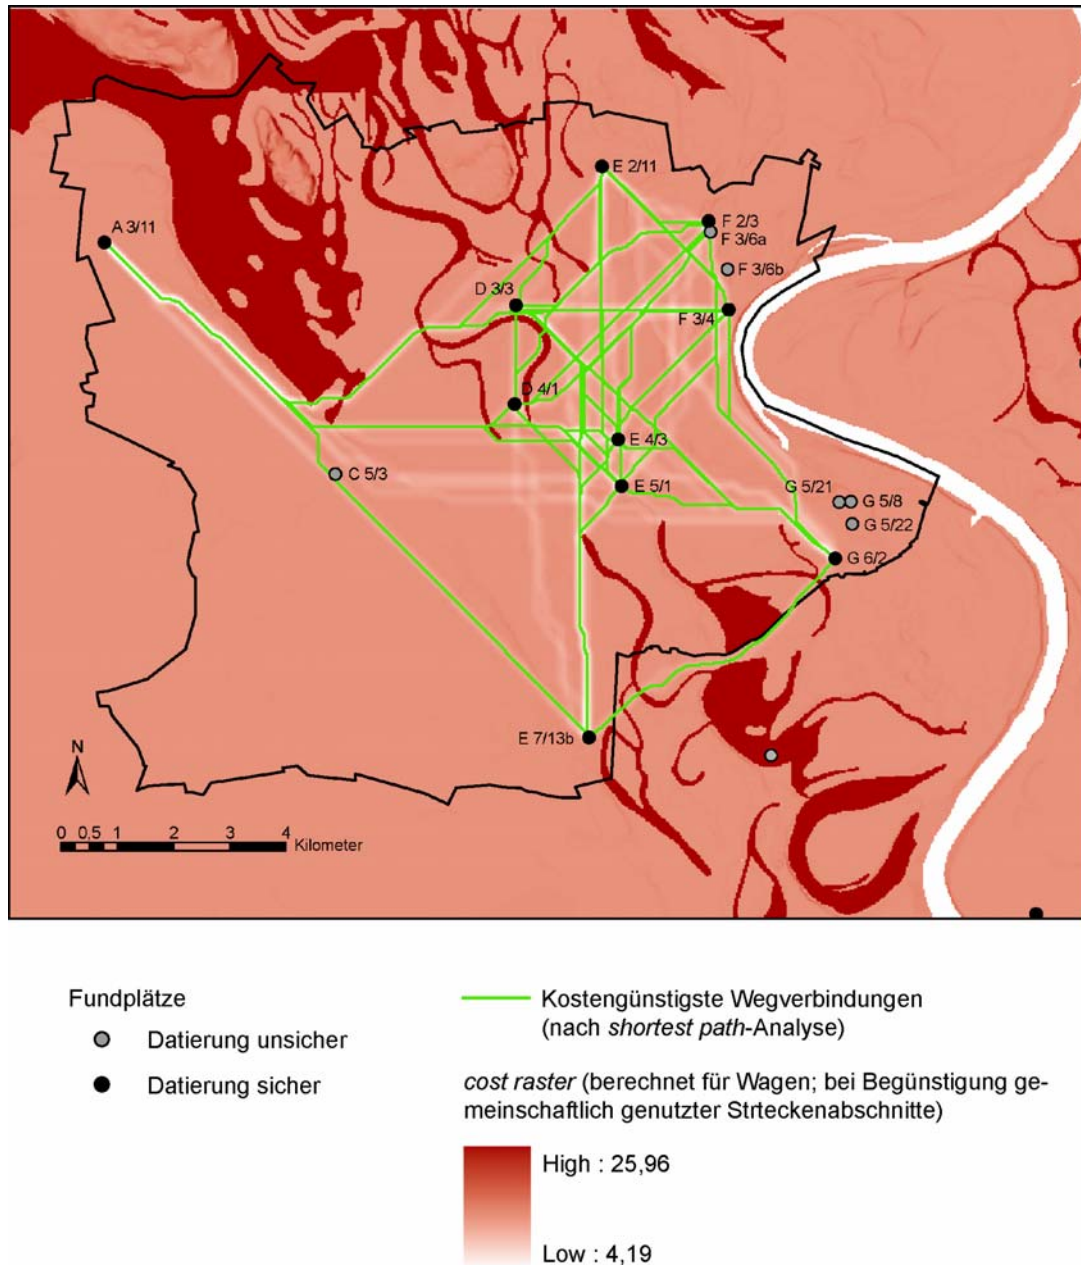 E 2/11
A 3/11
F 2/3
F 3/6a
F 3/6b
D 3/3
F 3/4
D 4/1
E 4/3
C 5/3
E 5/1
G 5/21
G 5/8
G 5/22
G 6/2
E 7/13b
N
0 0,5 1 2 3 4
Kilometer
Fundplätze
Datierung unsicher
Datierung sicher
Kostengünstigste Wegverbindungen
(nach shortest path-Analyse)
cost raster (berechnet für Wagen; bei Begünstigung ge-
meinschaftlich genutzter Strteckenabschnitte)
High : 25,96
Low : 4,19